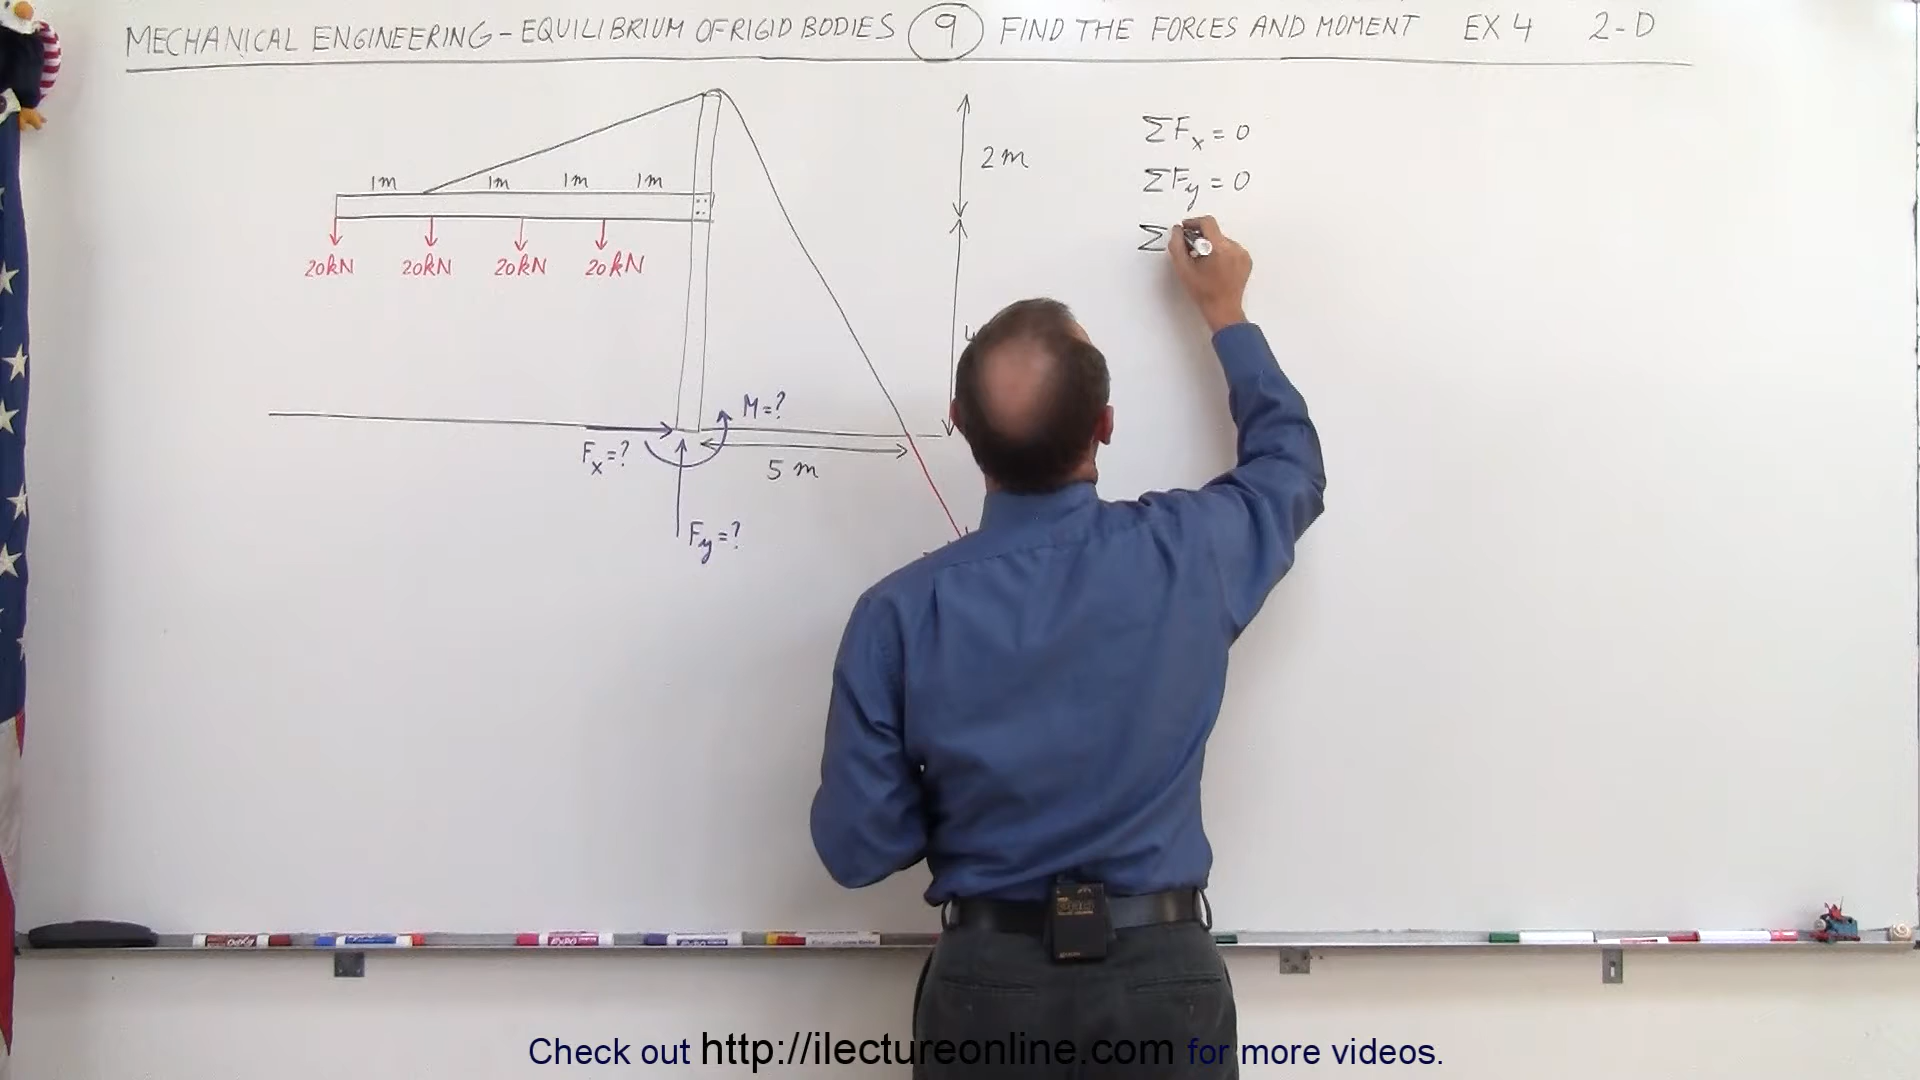 MECHANICAL ENGINEERING - EQUILIBRIUM OF RIGID BODIES 9 FIND THE FORCES AND MOMENT EX 4 2-D
1m 1m 1m 1m
20kN 20kN 20kN 20kN
2m
M=?
Fx=?
5 m
Fy=?
ΣFx = 0
ΣFy = 0
Σ
Check out http://ilectureonline.com for more videos.